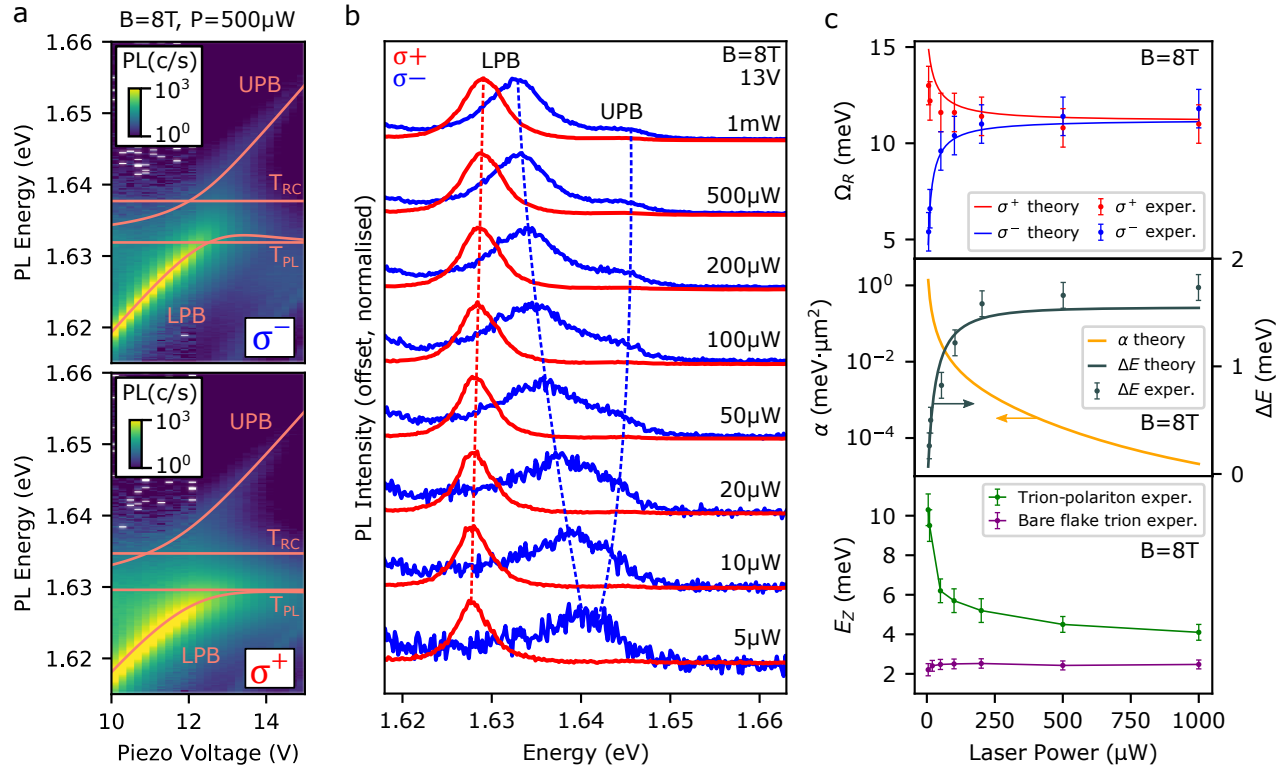 a
B=8T, P=500μW
1.66
1.65
1.64
1.63
1.62
PL Energy (eV)
PL(c/s)
10³
10⁰
UPB
T_RC
T_PL
LPB
σ−
1.66
1.65
1.64
1.63
1.62
PL Energy (eV)
PL(c/s)
10³
10⁰
UPB
T_RC
T_PL
LPB
σ+
10 12 14
Piezo Voltage (V)
b
σ+
σ−
LPB
UPB
B=8T
13V
1mW
500μW
200μW
100μW
50μW
20μW
10μW
5μW
PL Intensity (offset, normalised)
1.62 1.63 1.64 1.65 1.66
Energy (eV)
c
B=8T
15
10
5
Ω_R (meV)
σ⁺ theory
σ⁻ theory
σ⁺ exper.
σ⁻ exper.
10⁰
10⁻²
10⁻⁴
α (meV·μm²)
2
1
0
ΔE (meV)
α theory
ΔE theory
ΔE exper.
B=8T
Trion-polariton exper.
Bare flake trion exper.
B=8T
10
8
6
4
2
E_Z (meV)
0 250 500 750 1000
Laser Power (μW)